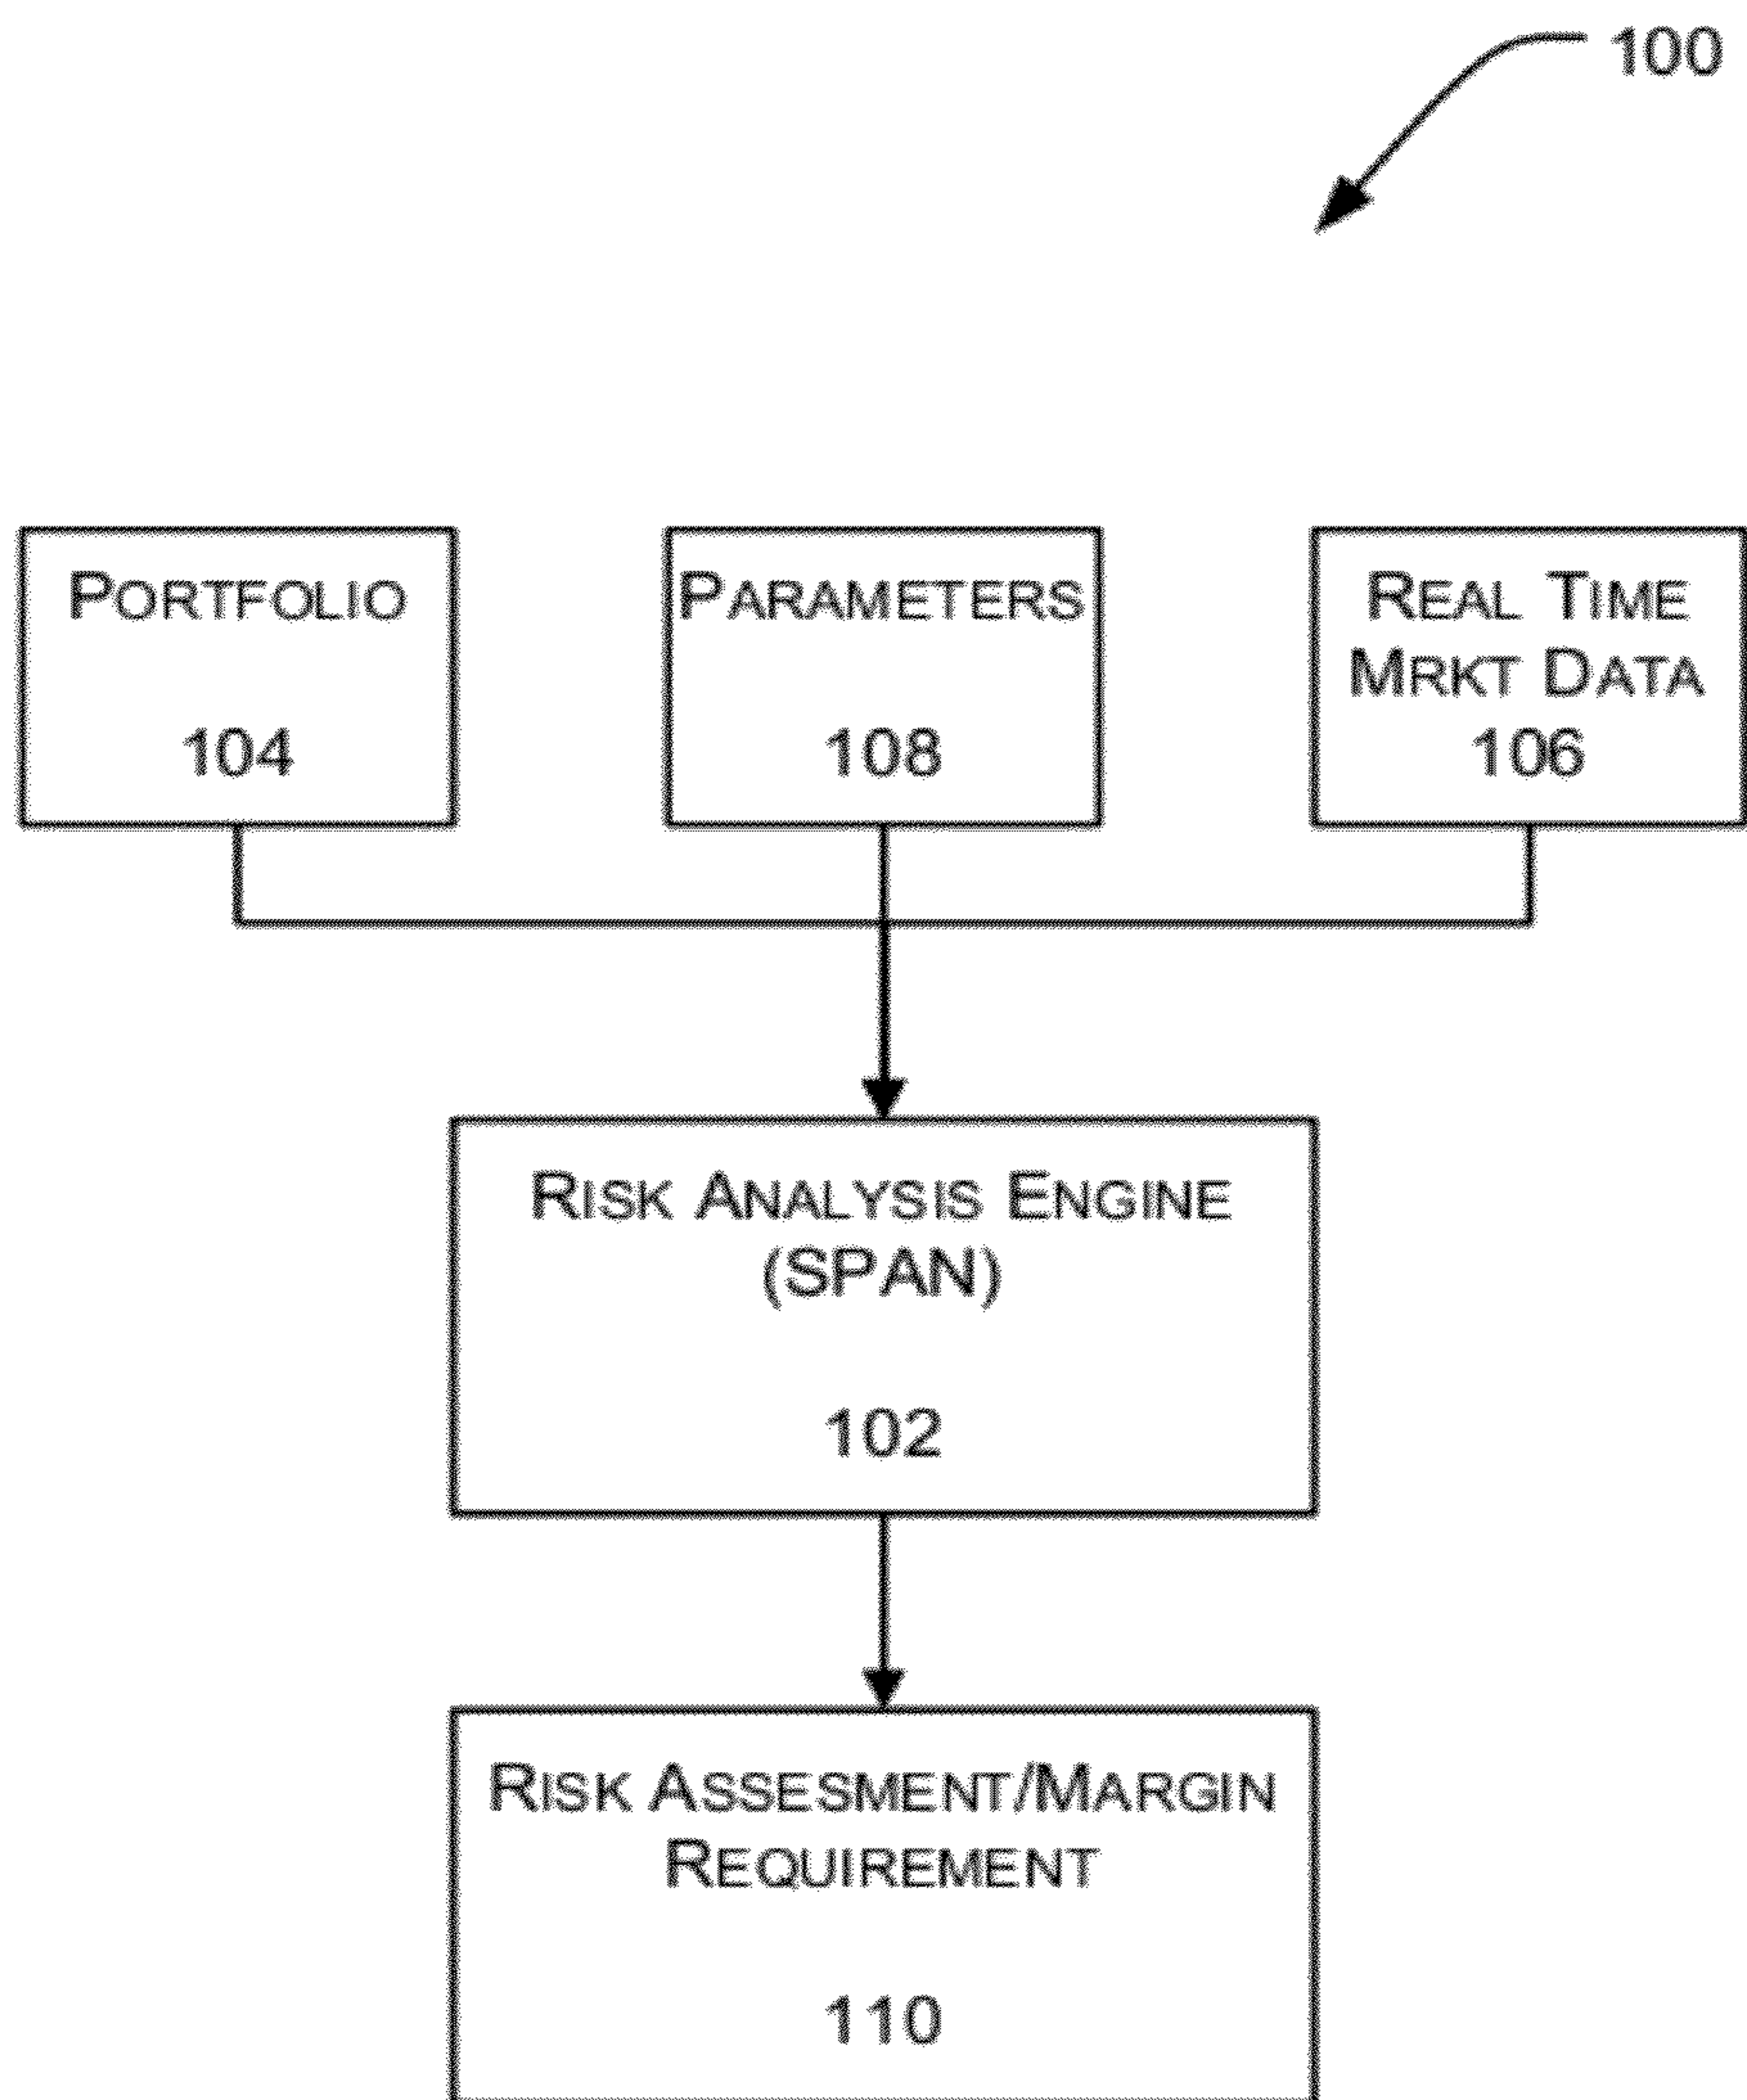 100
PORTFOLIO
104
PARAMETERS
108
REAL TIME
MRKT DATA
106
RISK ANALYSIS ENGINE
(SPAN)
102
RISK ASSESMENT/MARGIN
REQUIREMENT
110